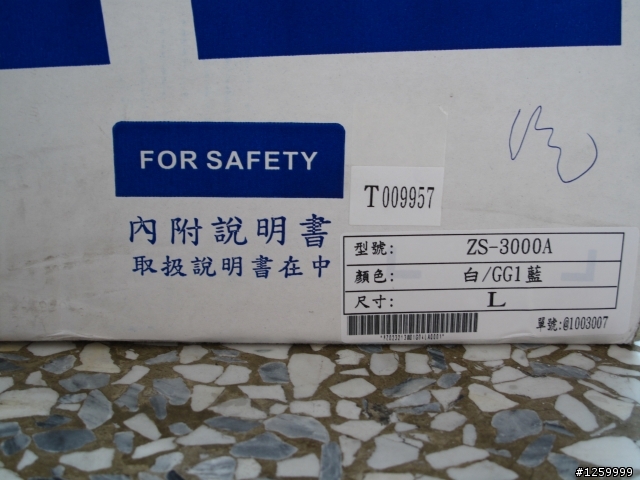 FOR SAFETY
T009957
內附說明書
取扱說明書在中
型號: ZS-3000A
顏色: 白/GG1藍
尺寸: L
單號:@1003007
#1259999